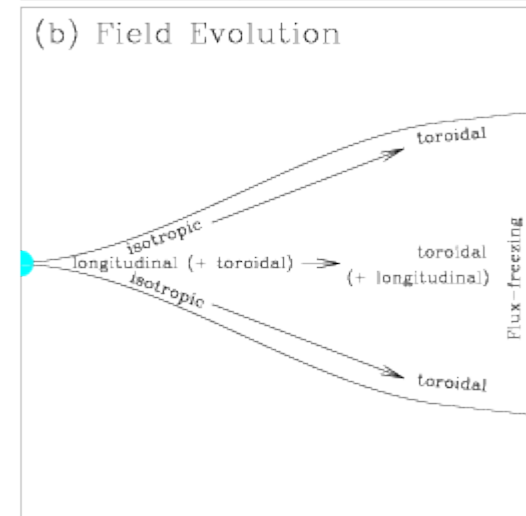 (b) Field Evolution
toroidal
isotropic
longitudinal (+ toroidal)
toroidal
(+ longitudinal)
isotropic
toroidal
Flux-freezing